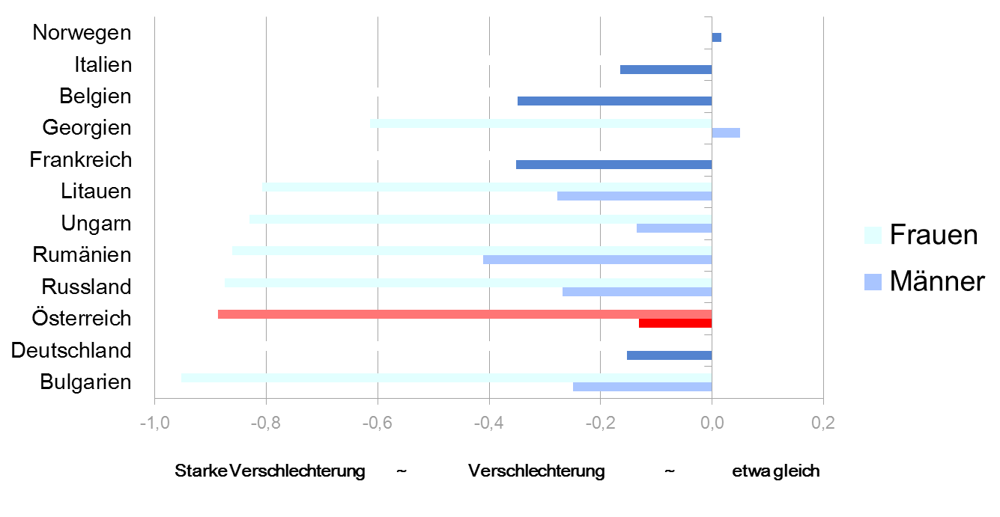 Norwegen
Italien
Belgien
Georgien
Frankreich
Litauen
Ungarn
Rumänien
Russland
Österreich
Deutschland
Bulgarien
Frauen
Männer
-1,0 -0,8 -0,6 -0,4 -0,2 0,0 0,2
Starke Verschlechterung ~ Verschlechterung ~ etwa gleich